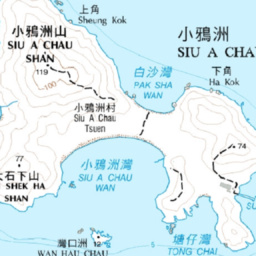 上角
Sheung Kok
小鴉洲山
SIU A CHAU
SHAN
119
100
小鴉洲
SIU A CHAU
白沙灣
PAK SHA
WAN
下角
Ha Kok
小鴉洲村
Siu A Chau
Tsuen
74
小鴉洲灣
SIU A CHAU
WAN
大石下山
SHEK HA
SHAN
灣口洲
WAN HAU CHAU
12
塘仔灣
TONG CHAI